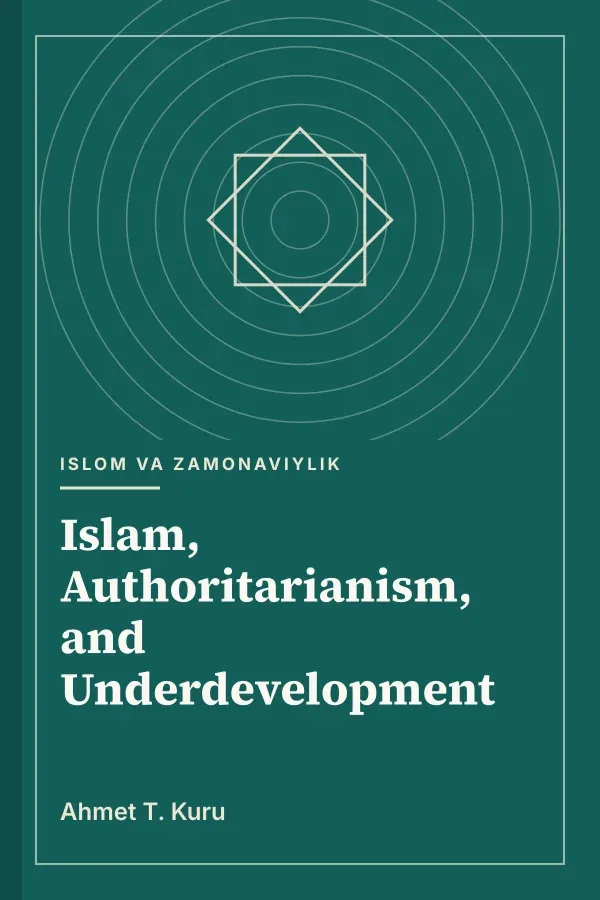 ISLOM VA ZAMONAVIYLIK
Islam,
Authoritarianism,
and
Underdevelopment
Ahmet T. Kuru